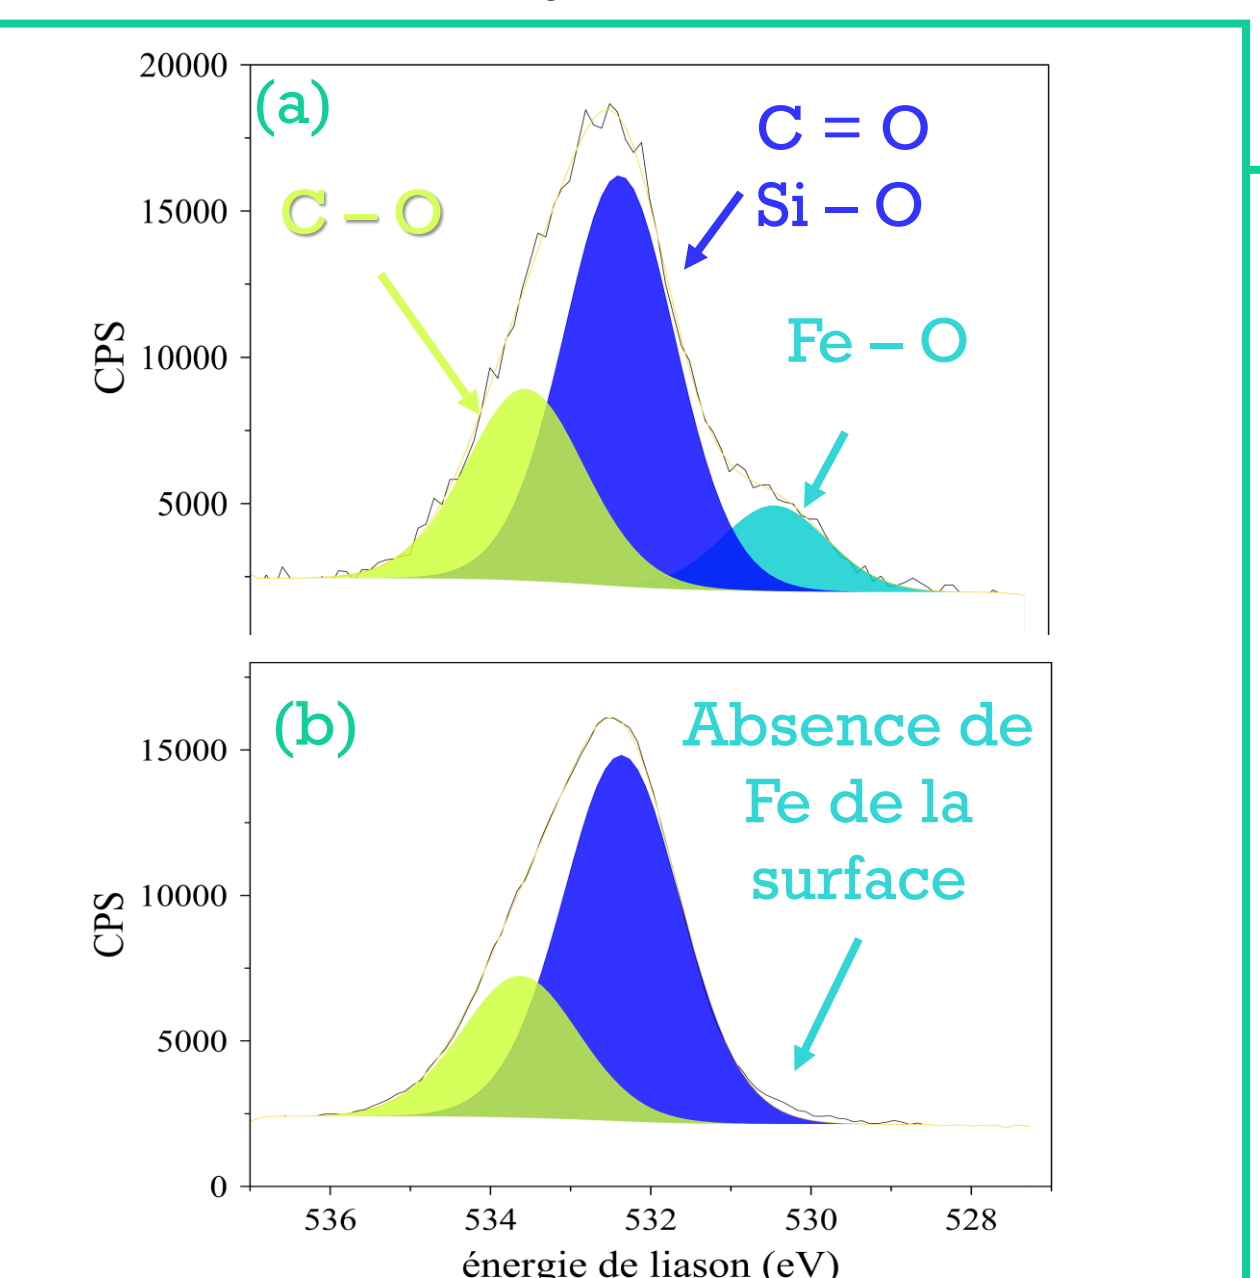 20000
(a)
C = O
Si – O
C – O
15000
Fe – O
CPS
10000
5000
(b)
Absence de
Fe de la
surface
15000
CPS
10000
5000
0
536 534 532 530 528
énergie de liason (eV)